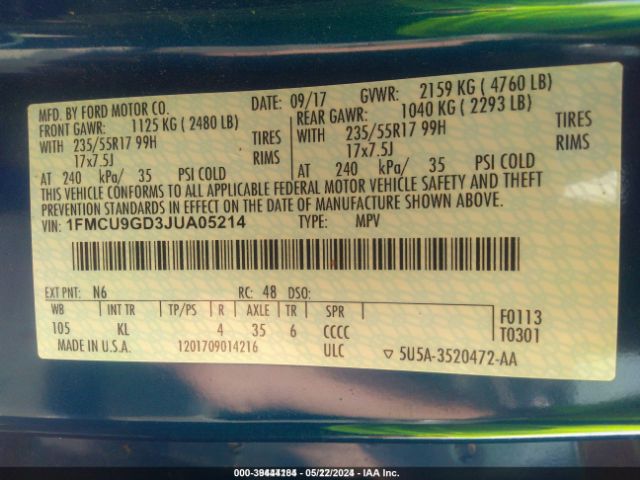 MFD. BY FORD MOTOR CO.
DATE: 09/17
GVWR: 2159 KG ( 4760 LB)
FRONT GAWR: 1125 KG ( 2480 LB)
REAR GAWR: 1040 KG ( 2293 LB)
WITH 235/55R17 99H TIRES
WITH 235/55R17 99H TIRES
17x7.5J RIMS
17x7.5J RIMS
AT 240 kPa/ 35 PSI COLD
AT 240 kPa/ 35 PSI COLD
THIS VEHICLE CONFORMS TO ALL APPLICABLE FEDERAL MOTOR VEHICLE SAFETY AND THEFT
PREVENTION STANDARDS IN EFFECT ON THE DATE OF MANUFACTURE SHOWN ABOVE.
VIN: 1FMCU9GD3JUA05214 TYPE: MPV
EXT PNT: N6 RC: 48 DSO:
WB INT TR TP/PS R AXLE TR SPR
105 KL 4 35 6 CCCC
F0113
T0301
MADE IN U.S.A. 1201709014216 ULC
5U5A-3520472-AA
05/22/2024 - IAA Inc.